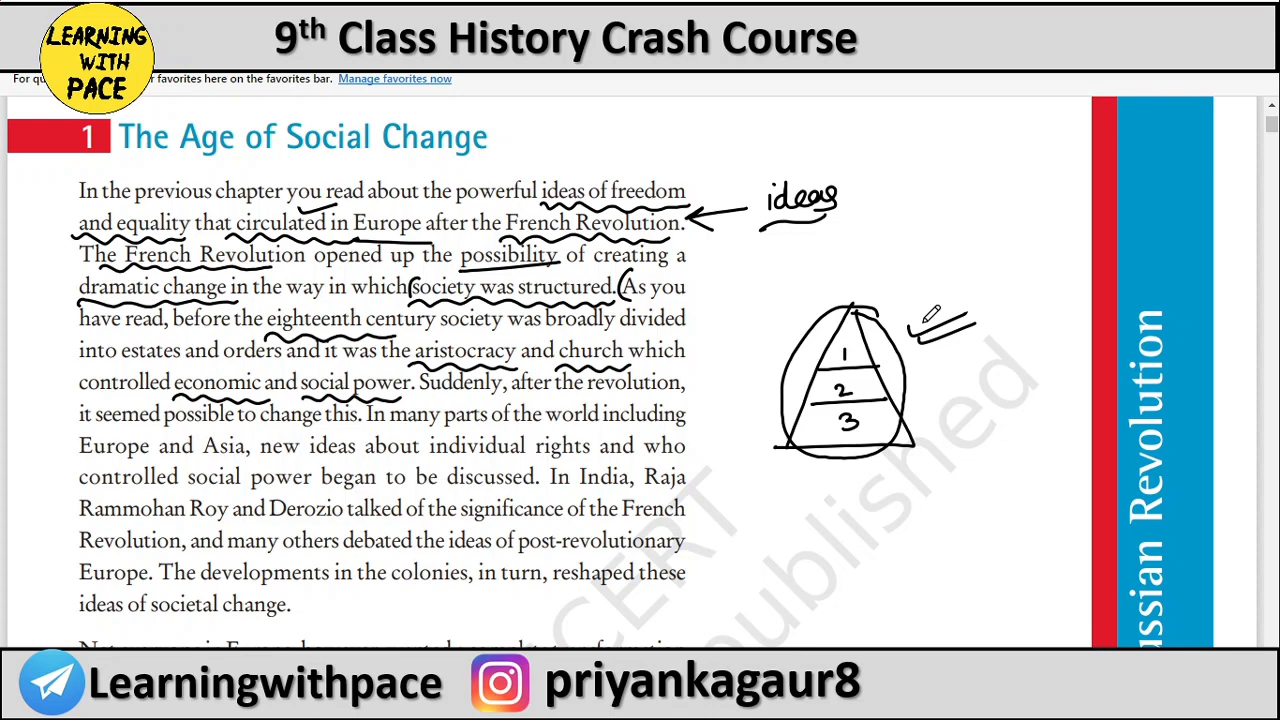 LEARNING
WITH
PACE
9th Class History Crash Course
For qu
r favorites here on the favorites bar. Manage favorites now
1 The Age of Social Change
In the previous chapter you read about the powerful ideas of freedom
and equality that circulated in Europe after the French Revolution.
The French Revolution opened up the possibility of creating a
dramatic change in the way in which society was structured. As you
have read, before the eighteenth century society was broadly divided
into estates and orders and it was the aristocracy and church which
controlled economic and social power. Suddenly, after the revolution,
it seemed possible to change this. In many parts of the world including
Europe and Asia, new ideas about individual rights and who
controlled social power began to be discussed. In India, Raja
Rammohan Roy and Derozio talked of the significance of the French
Revolution, and many others debated the ideas of post-revolutionary
Europe. The developments in the colonies, in turn, reshaped these
ideas of societal change.
ideas
1
2
3
CERT
published
ussian Revolution
Learningwithpace
priyankagaur8